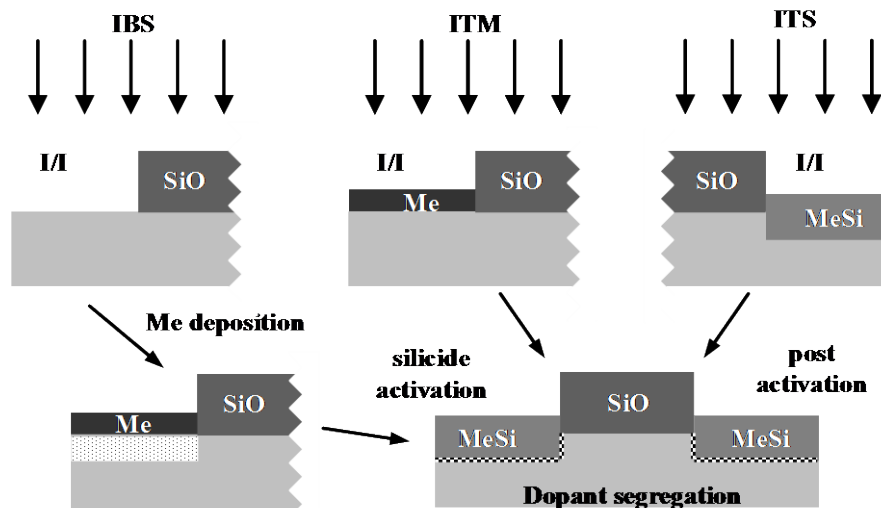 IBS
ITM
ITS
I/I
SiO
I/I
Me
SiO
SiO
I/I
MeSi
Me deposition
silicide
activation
post
activation
Me
SiO
MeSi
SiO
MeSi
Dopant segregation